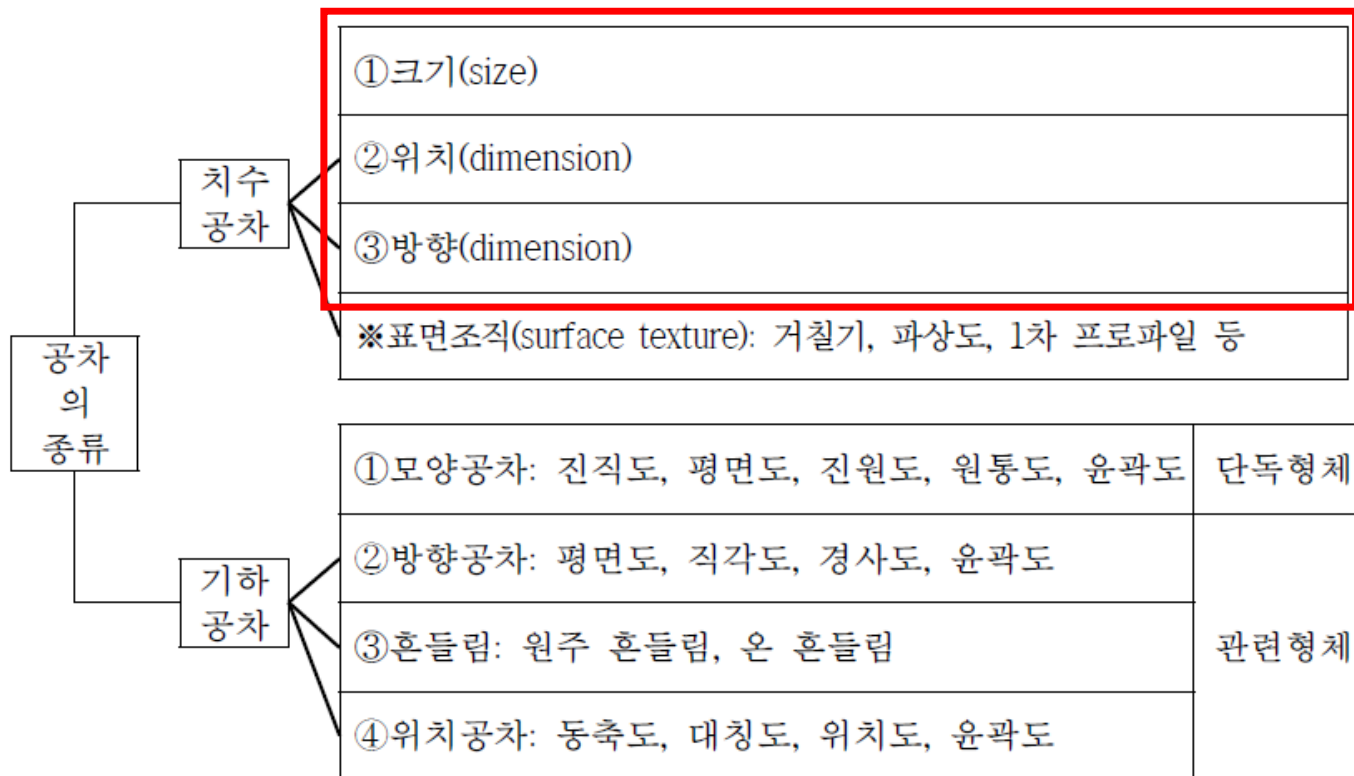 ①크기(size)
②위치(dimension)
치수
공차
③방향(dimension)
※표면조직(surface texture): 거칠기, 파상도, 1차 프로파일 등
공차
의
종류
①모양공차: 진직도, 평면도, 진원도, 원통도, 윤곽도 단독형체
②방향공차: 평면도, 직각도, 경사도, 윤곽도
기하
공차
③흔들림: 원주 흔들림, 온 흔들림 관련형체
④위치공차: 동축도, 대칭도, 위치도, 윤곽도